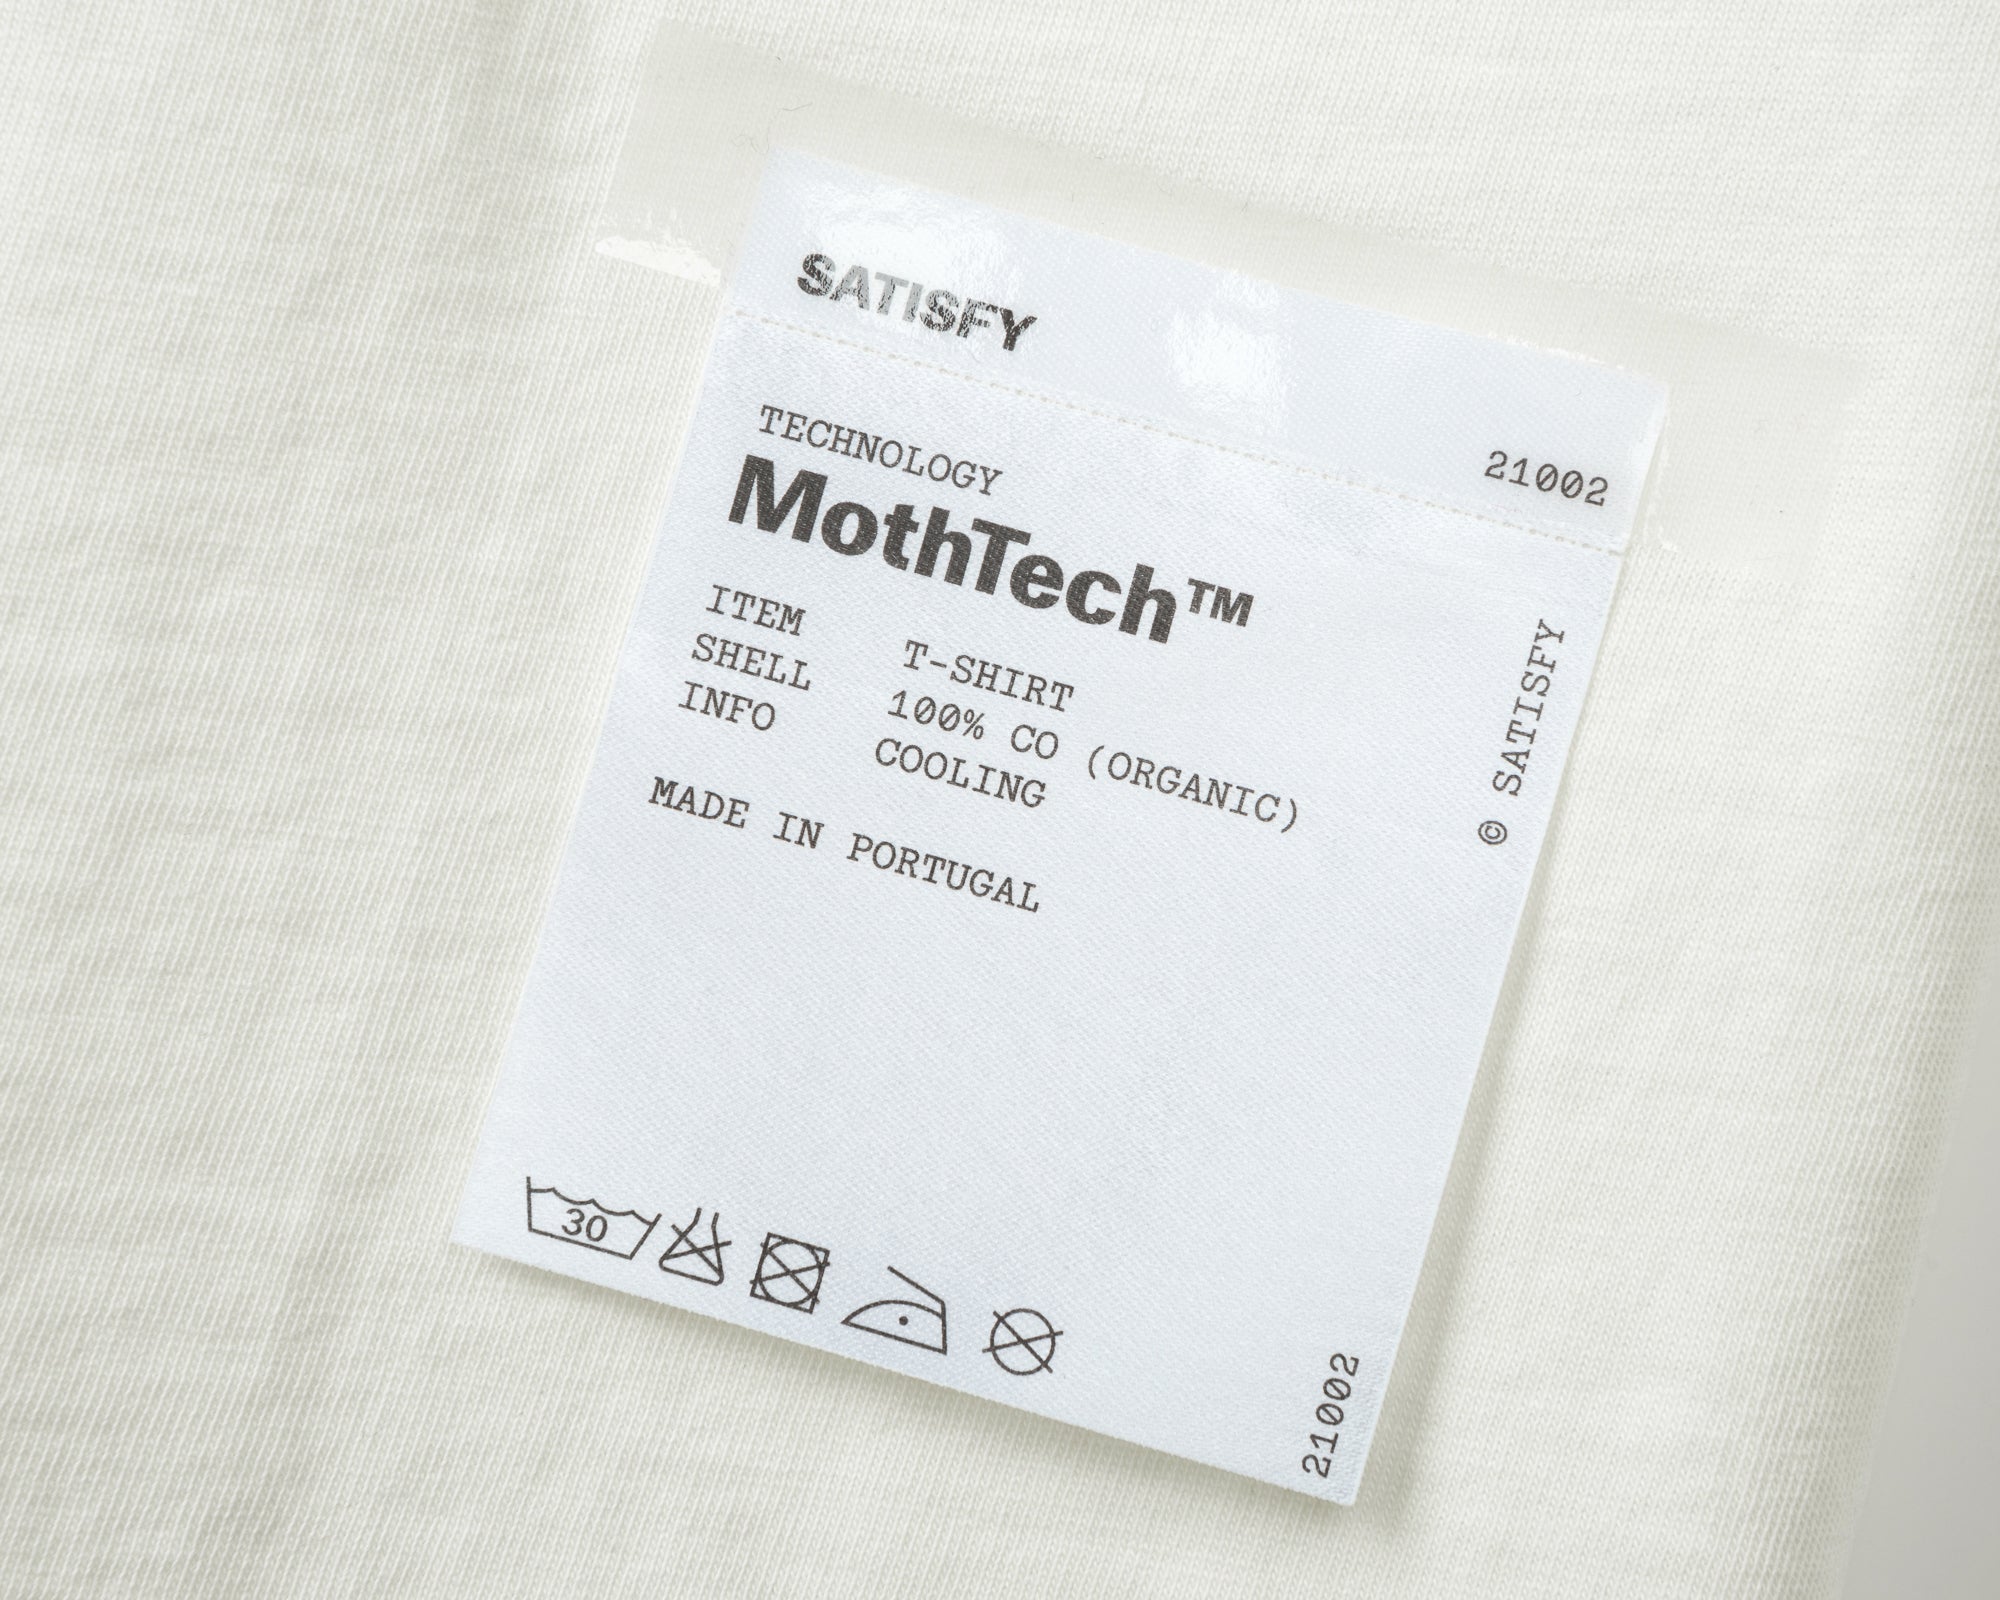 SATISFY
21002
TECHNOLOGY
MothTech™
ITEM T-SHIRT
SHELL 100% CO (ORGANIC)
INFO COOLING
MADE IN PORTUGAL
© SATISFY
30
21002